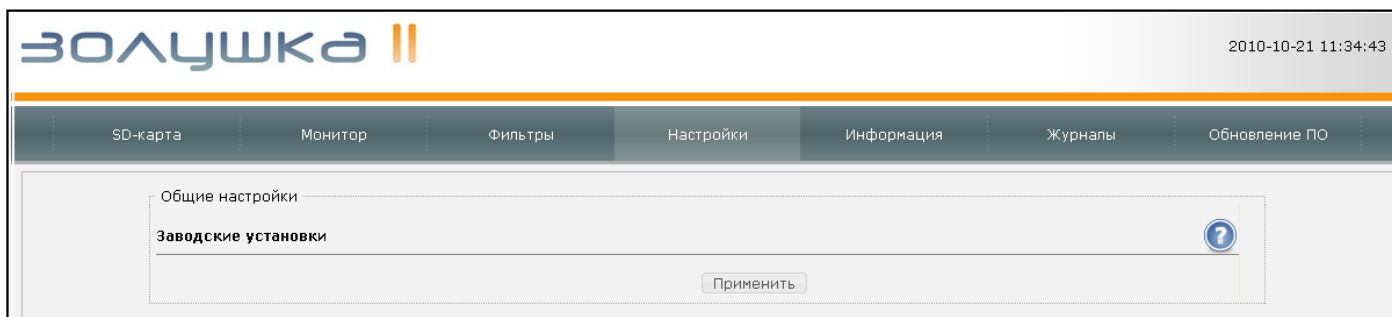 золушка II
2010-10-21 11:34:43
SD-карта Монитор Фильтры Настройки Информация Журналы Обновление ПО
Общие настройки
Заводские установки ?
Применить